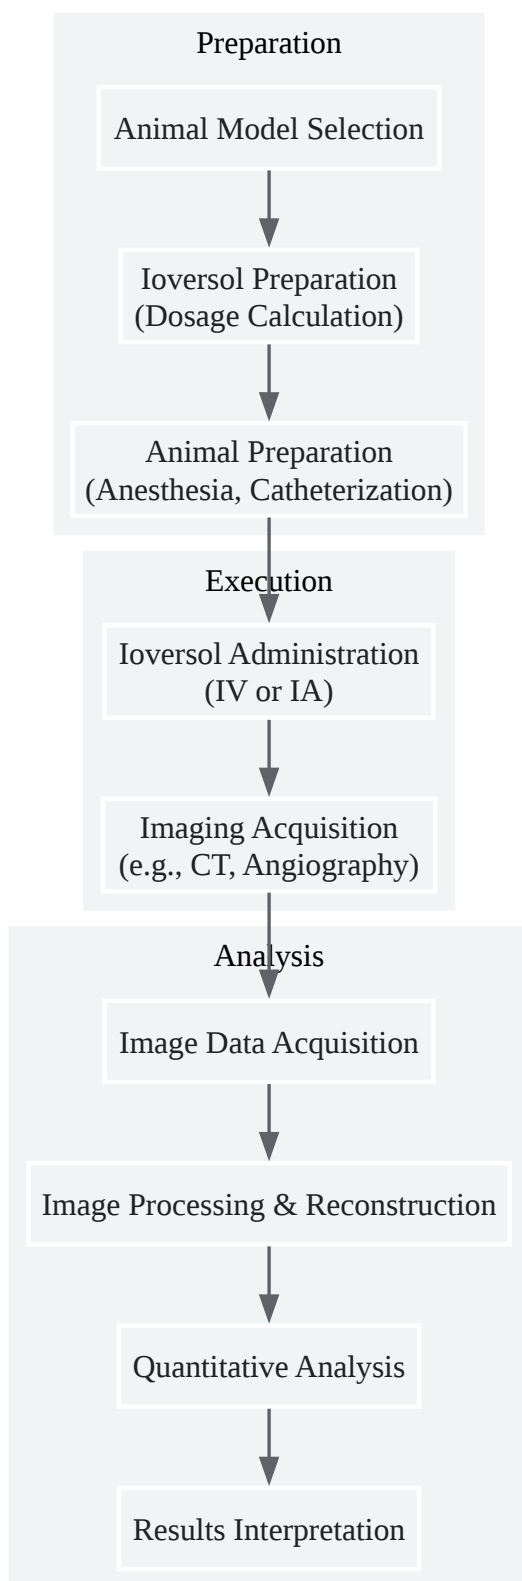 Preparation
Animal Model Selection
Ioversol Preparation
(Dosage Calculation)
Animal Preparation
(Anesthesia, Catheterization)
Execution
Ioversol Administration
(IV or IA)
Imaging Acquisition
(e.g., CT, Angiography)
Analysis
Image Data Acquisition
Image Processing & Reconstruction
Quantitative Analysis
Results Interpretation